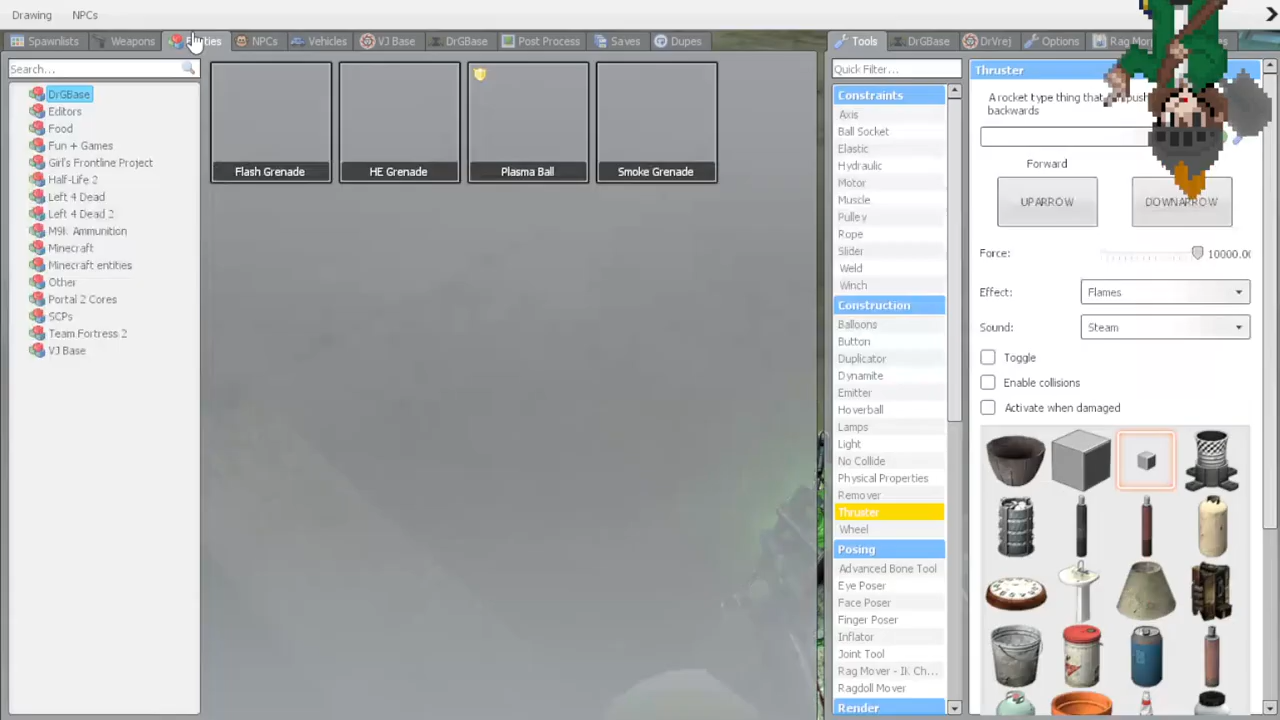 Drawing NPCs
Spawnlists Weapons NPCs Vehicles VJ Base DrGBase Post Process Saves Dupes
Search...
DrGBase
Editors
Food
Fun + Games
Girl's Frontline Project
Half-Life 2
Left 4 Dead
Left 4 Dead 2
M9K Ammunition
Minecraft
Minecraft entities
Other
Portal 2 Cores
SCPs
Team Fortress 2
VJ Base
Flash Grenade
HE Grenade
Plasma Ball
Smoke Grenade
Tools DrGBase DrVrej Options
Quick Filter...
Constraints
Axis
Ball Socket
Elastic
Hydraulic
Motor
Muscle
Pulley
Rope
Slider
Weld
Winch
Construction
Balloons
Button
Duplicator
Dynamite
Emitter
Hoverball
Lamps
Light
No Collide
Physical Properties
Remover
Thruster
Wheel
Posing
Advanced Bone Tool
Eye Poser
Face Poser
Finger Poser
Inflator
Joint Tool
Rag Mover - IK Ch...
Ragdoll Mover
Render
Thruster
A rocket type thing that
backwards
Forward
UPARROW
DOWNARROW
Force: 10000.0
Effect: Flames
Sound: Steam
Toggle
Enable collisions
Activate when damaged